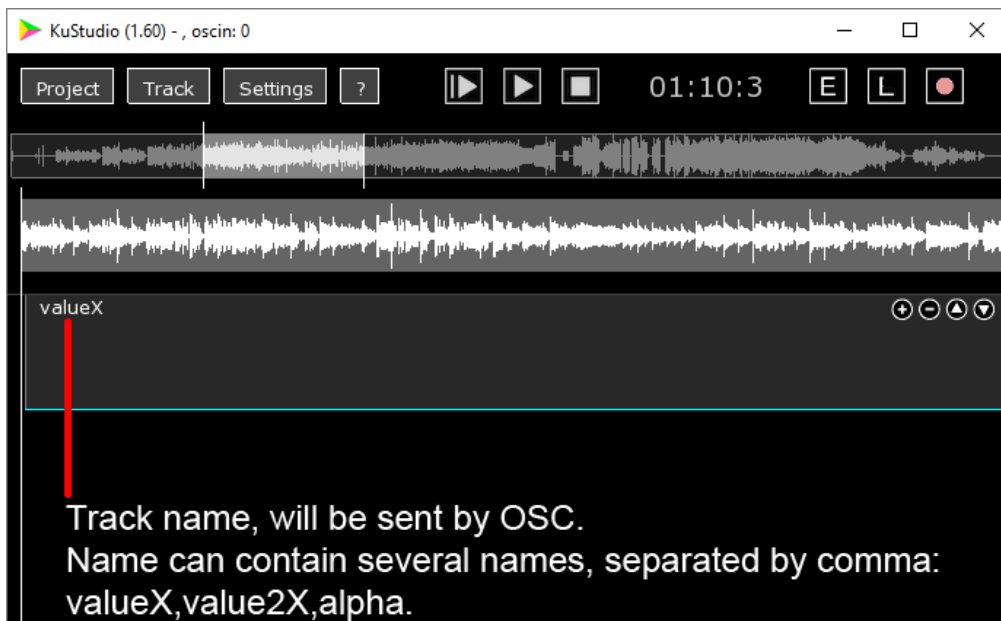 KuStudio (1.60) - , oscin: 0
Project Track Settings ? 01:10:3 E L
valueX
Track name, will be sent by OSC.
Name can contain several names, separated by comma:
valueX,value2X,alpha.